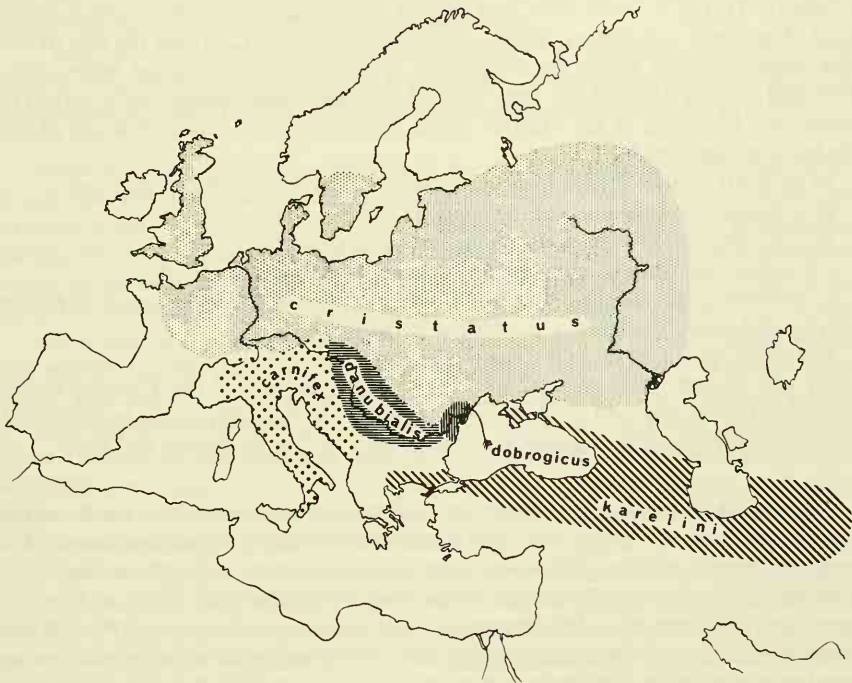 cristatus
carnifex
danubialis
dobrogicus
karelini